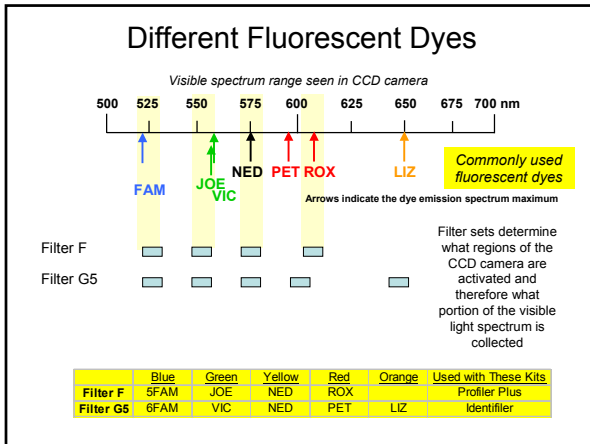 Different Fluorescent Dyes
Visible spectrum range seen in CCD camera
500 525 550 575 600 625 650 675 700 nm
FAM
JOE
VIC
NED
PET ROX
LIZ
Commonly used
fluorescent dyes
Arrows indicate the dye emission spectrum maximum
Filter F
Filter G5
Filter sets determine
what regions of the
CCD camera are
activated and
therefore what
portion of the visible
light spectrum is
collected
Blue Green Yellow Red Orange Used with These Kits
Filter F 5FAM JOE NED ROX Profiler Plus
Filter G5 6FAM VIC NED PET LIZ Identifiler